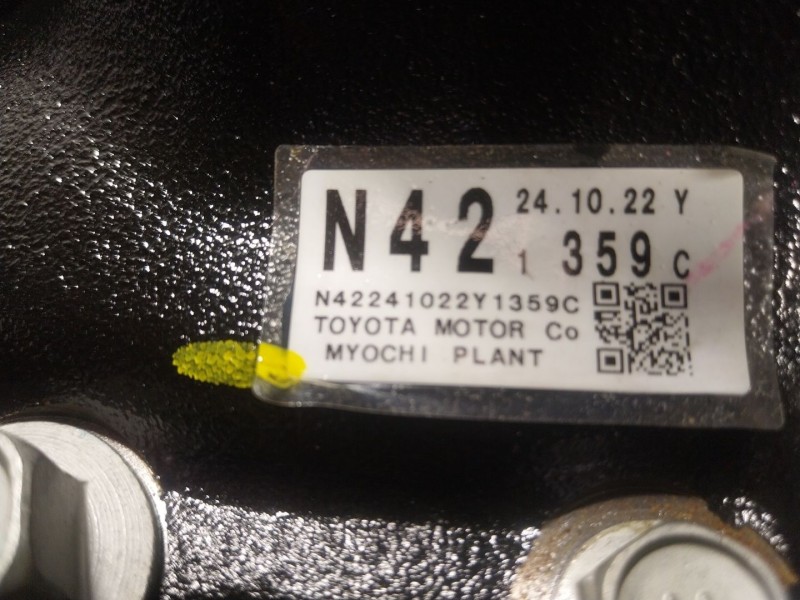 N42 24.10.22 Y
1 359 C
N42241022Y1359C
TOYOTA MOTOR Co
MYOCHI PLANT